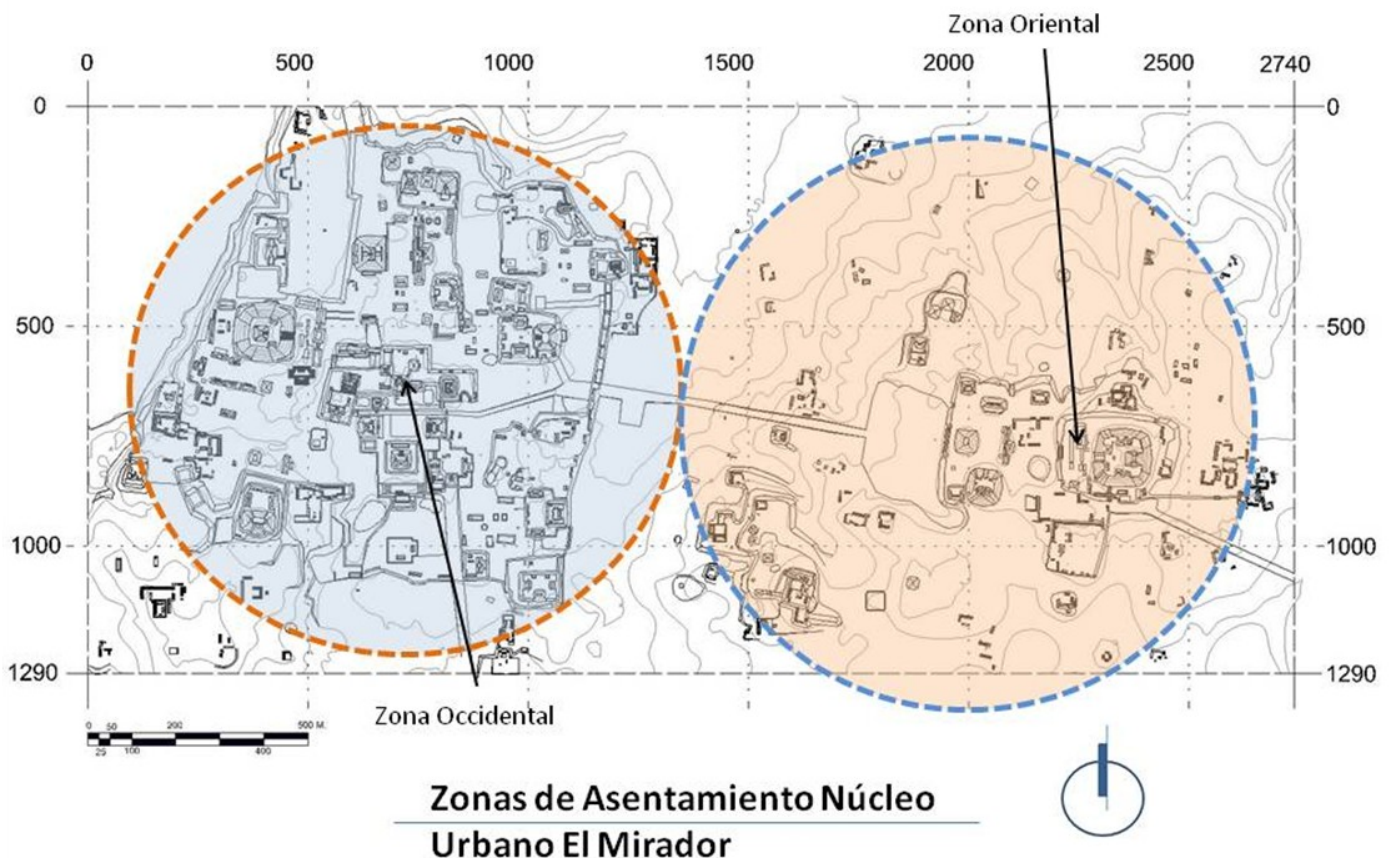 Zona Oriental
0 500 1000 1500 2000 2500 2740
0 0
500 500
1000 1000
1290 1290
Zona Occidental
0 50 200 500 M.
25 100 400
Zonas de Asentamiento Núcleo
Urbano El Mirador